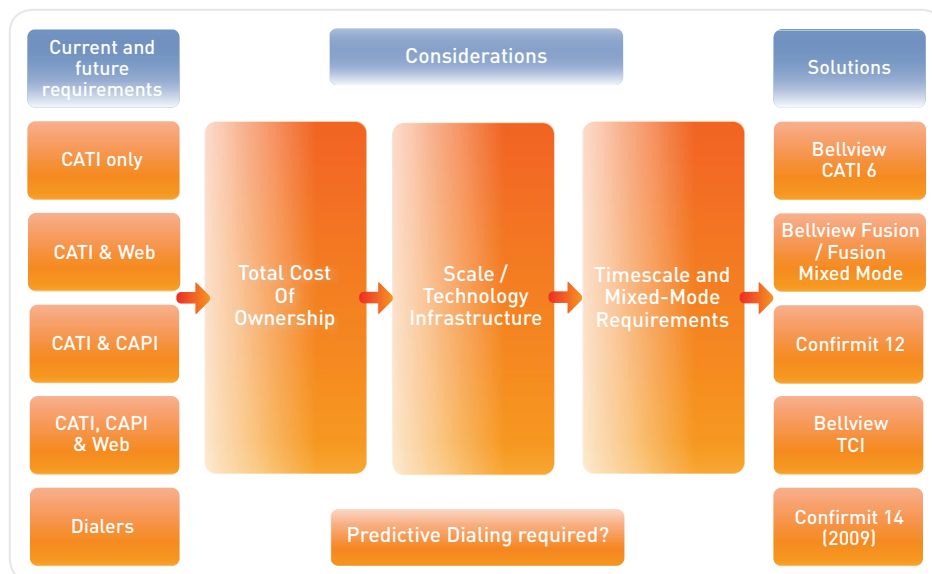 Current and
future
requirements
Considerations
Solutions
CATI only
CATI & Web
CATI & CAPI
CATI, CAPI
& Web
Dialers
Total Cost
Of
Ownership
Scale /
Technology
Infrastructure
Timescale and
Mixed-Mode
Requirements
Predictive Dialing required?
Bellview
CATI 6
Bellview Fusion
/ Fusion
Mixed Mode
Confirmit 12
Bellview
TCI
Confirmit 14
(2009)